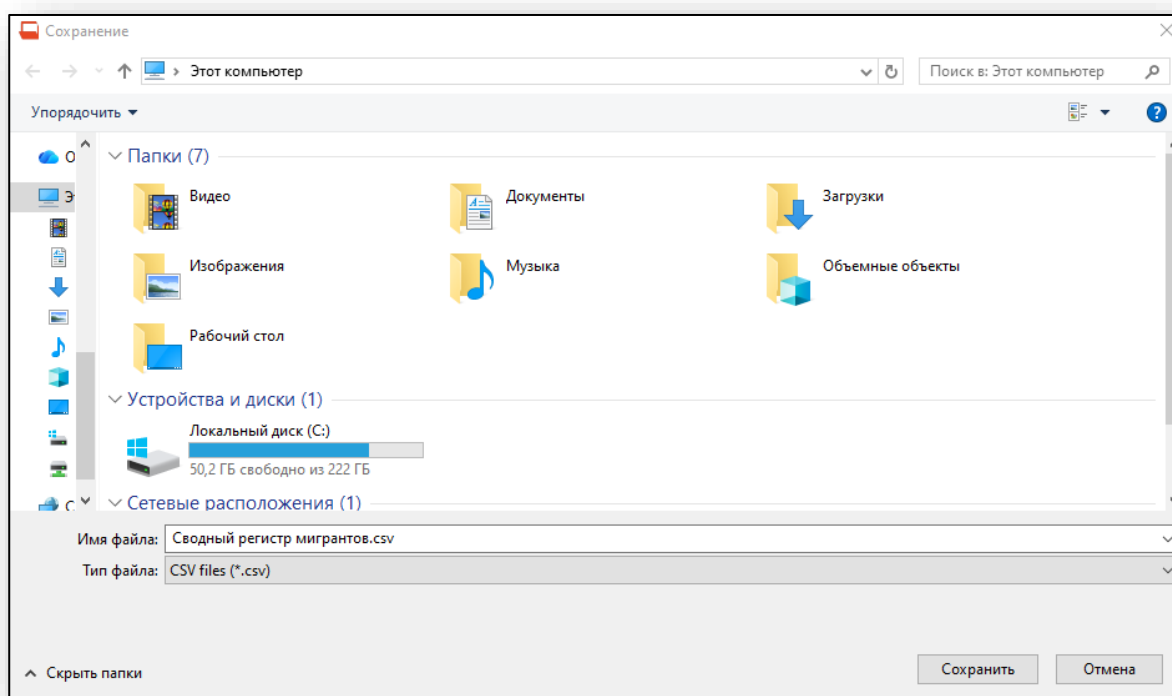 Сохранение
Этот компьютер
Поиск в: Этот компьютер
Упорядочить
Папки (7)
Видео
Документы
Загрузки
Изображения
Музыка
Объемные объекты
Рабочий стол
Устройства и диски (1)
Локальный диск (C:)
50,2 ГБ свободно из 222 ГБ
Сетевые расположения (1)
Имя файла: Сводный регистр мигрантов.csv
Тип файла: CSV files (*.csv)
Скрыть папки
Сохранить
Отмена